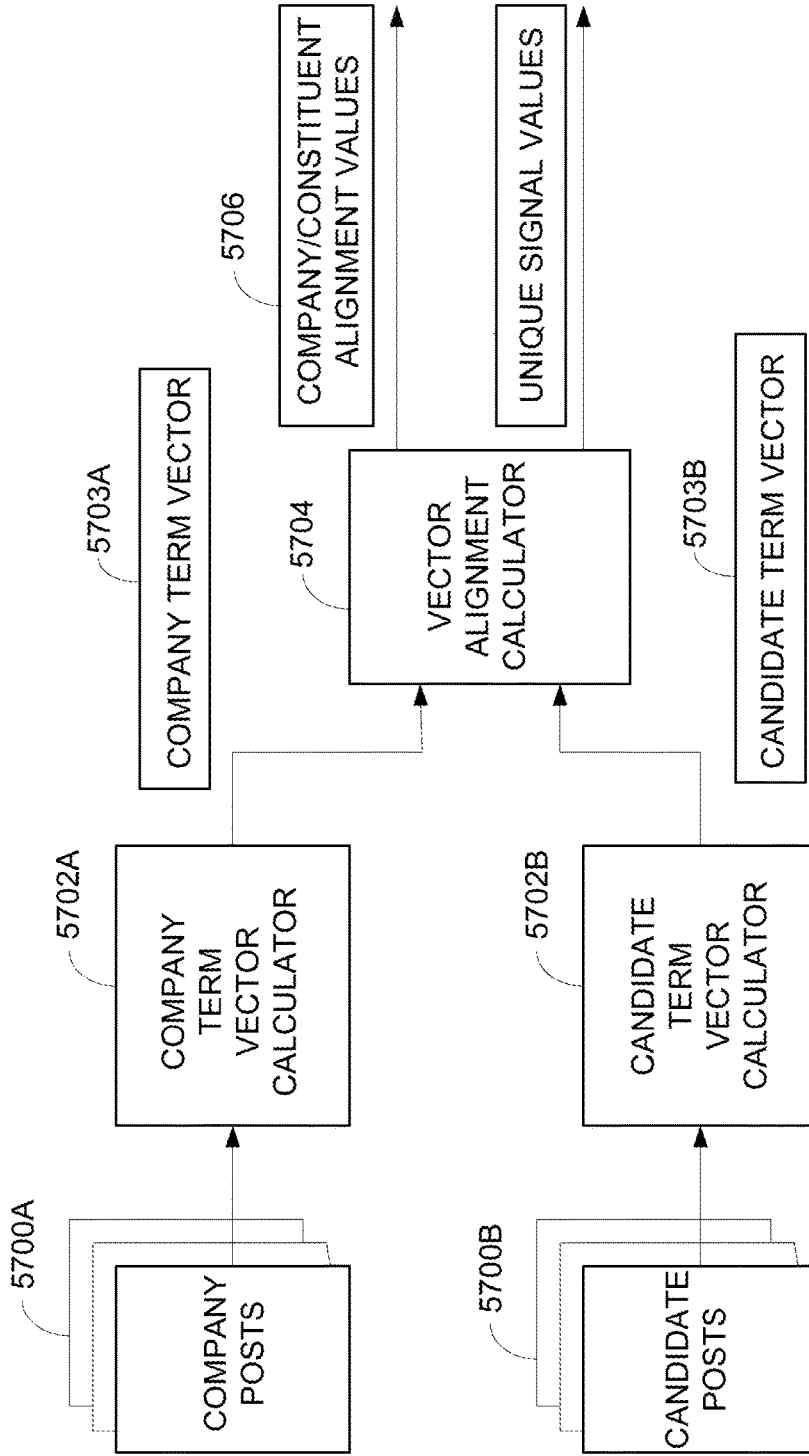 5700A
COMPANY
POSTS
5702A
COMPANY
TERM
VECTOR
CALCULATOR
5703A
COMPANY TERM VECTOR
5704
VECTOR
ALIGNMENT
CALCULATOR
5706
COMPANY/CONSTITUENT
ALIGNMENT VALUES
UNIQUE SIGNAL VALUES
5700B
CANDIDATE
POSTS
5702B
CANDIDATE
TERM
VECTOR
CALCULATOR
5703B
CANDIDATE TERM VECTOR